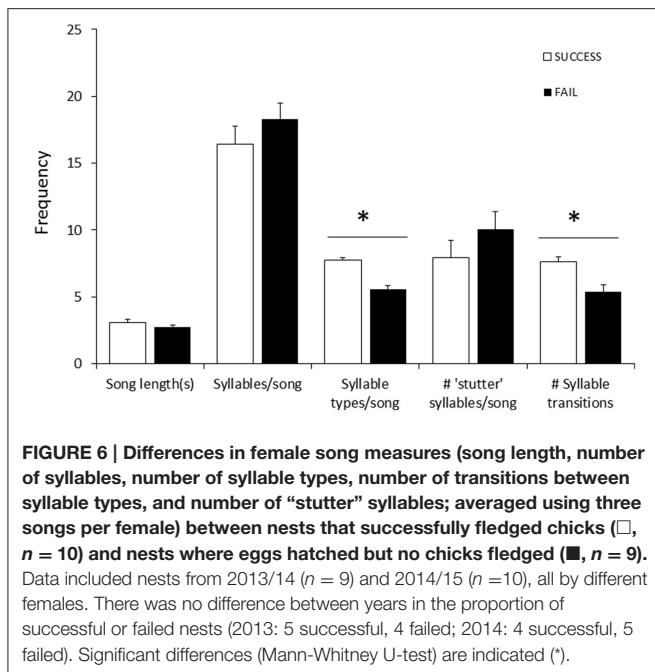 25
SUCCESS
FAIL
20
15
10
5
0
Frequency
*
*
Song length(s)
Syllables/song
Syllable
types/song
# 'stutter'
syllables/song
# Syllable
transitions
FIGURE 6 | Differences in female song measures (song length, number
of syllables, number of syllable types, number of transitions between
syllable types, and number of “stutter” syllables; averaged using three
songs per female) between nests that successfully fledged chicks (□,
n = 10) and nests where eggs hatched but no chicks fledged (■, n = 9).
Data included nests from 2013/14 (n = 9) and 2014/15 (n =10), all by different
females. There was no difference between years in the proportion of
successful or failed nests (2013: 5 successful, 4 failed; 2014: 4 successful, 5
failed). Significant differences (Mann-Whitney U-test) are indicated (*).